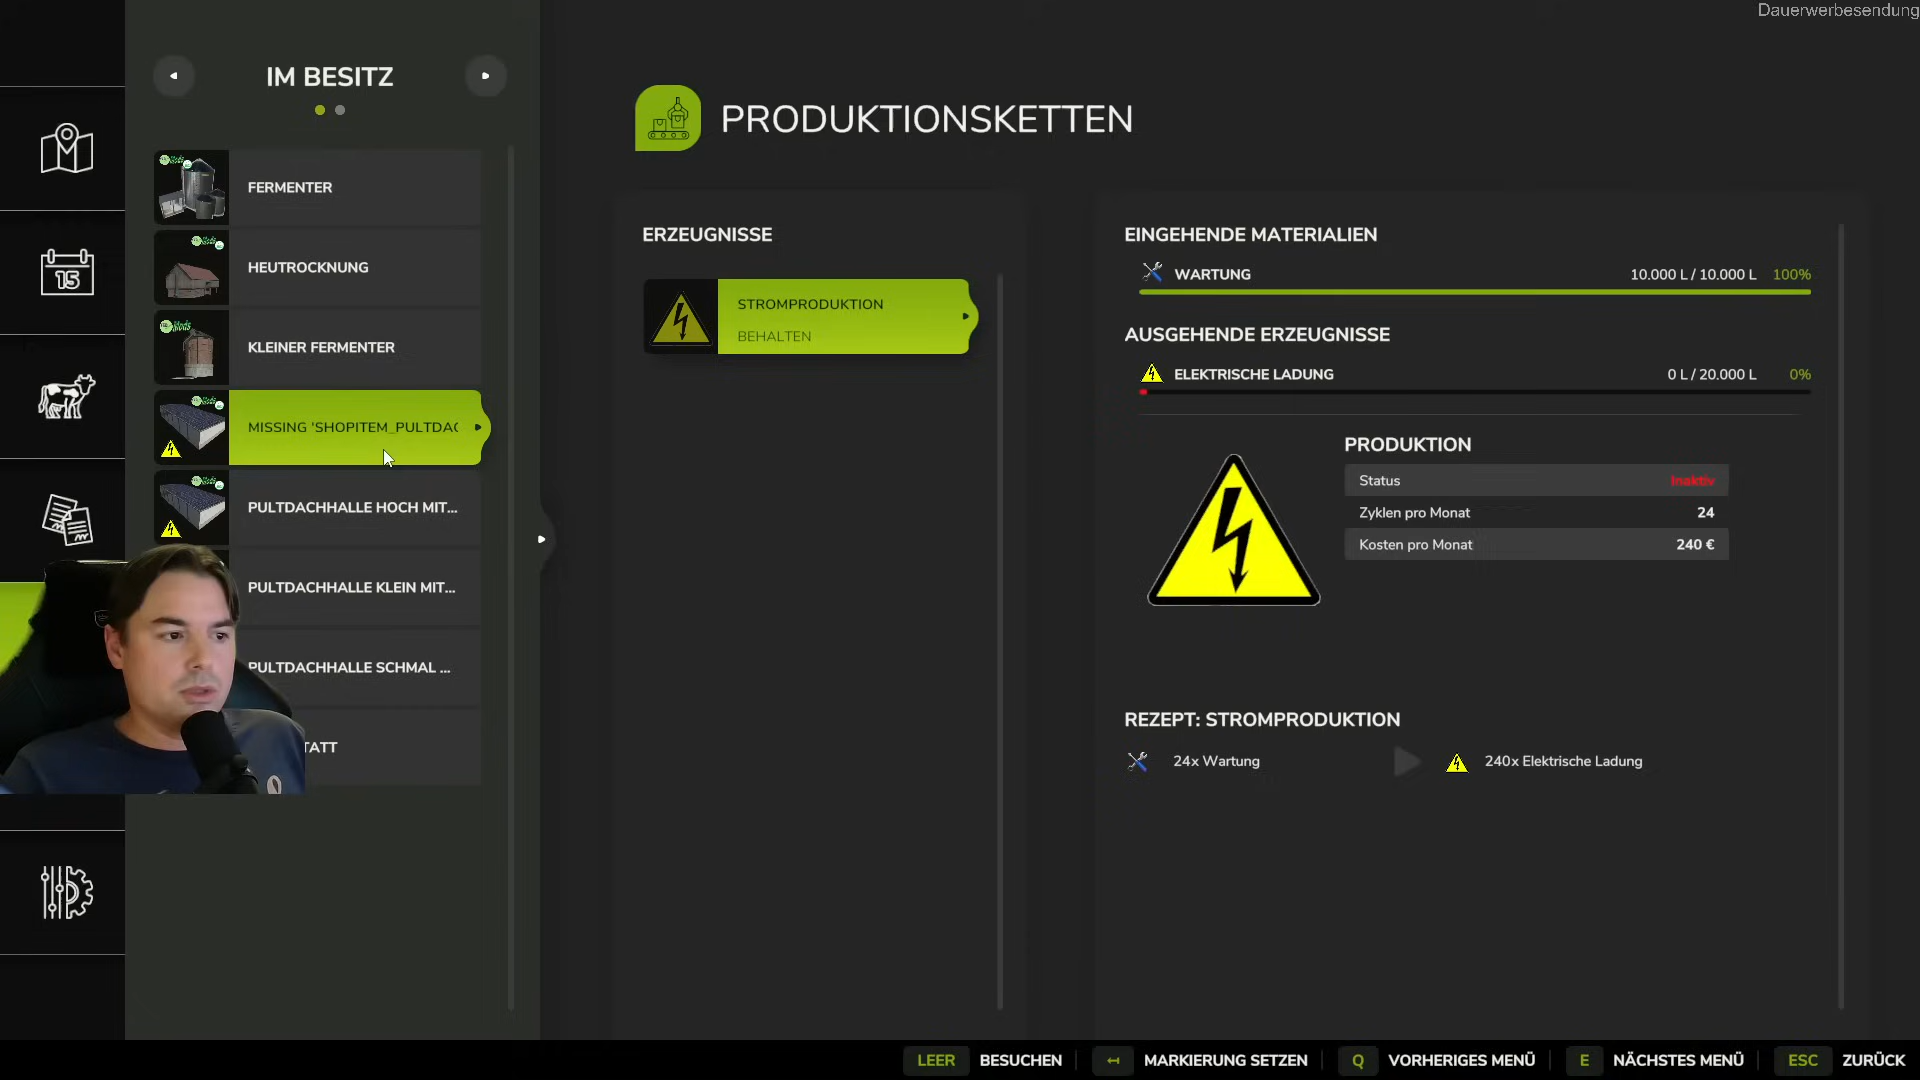 Dauerwerbesendung
IM BESITZ
FERMENTER
HEUTROCKNUNG
KLEINER FERMENTER
MISSING 'SHOPITEM_PULTDAC
PULTDACHHALLE HOCH MIT...
PULTDACHHALLE KLEIN MIT...
PULTDACHHALLE SCHMAL ...
TATT
15
PRODUKTIONSKETTEN
ERZEUGNISSE
STROMPRODUKTION
BEHALTEN
EINGEHENDE MATERIALIEN
WARTUNG 10.000 L / 10.000 L 100%
AUSGEHENDE ERZEUGNISSE
ELEKTRISCHE LADUNG 0 L / 20.000 L 0%
PRODUKTION
Status Inaktiv
Zyklen pro Monat 24
Kosten pro Monat 240 €
REZEPT: STROMPRODUKTION
24x Wartung 240x Elektrische Ladung
LEER BESUCHEN MARKIERUNG SETZEN Q VORHERIGES MENÜ E NÄCHSTES MENÜ ESC ZURÜCK